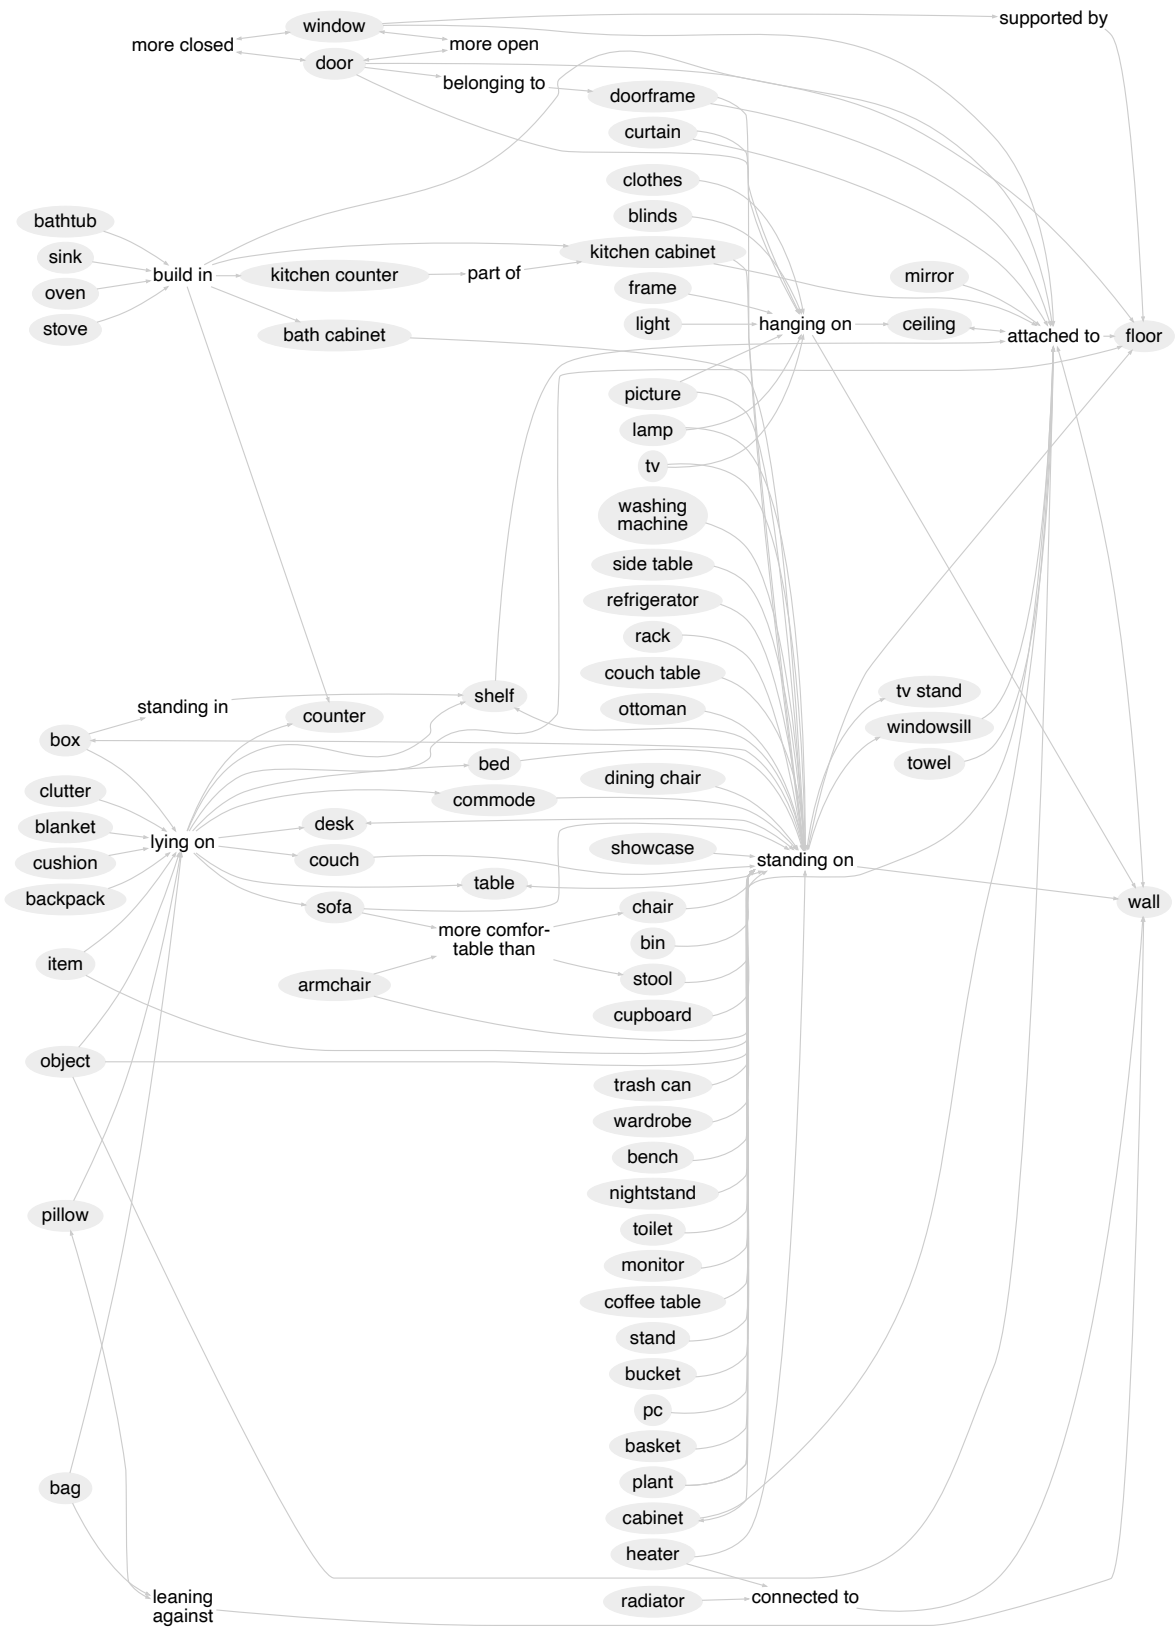 window
supported by
more closed
more open
door
belonging to
doorframe
curtain
clothes
bathtub
blinds
sink
kitchen cabinet
build in
kitchen counter
part of
mirror
oven
frame
stove
light
hanging on
ceiling
bath cabinet
attached to
floor
picture
lamp
tv
washing
machine
side table
refrigerator
rack
couch table
shelf
tv stand
standing in
counter
ottoman
windowsill
box
bed
dining chair
towel
clutter
commode
blanket
desk
lying on
showcase
cushion
couch
standing on
table
backpack
sofa
chair
wall
more comfor-
table than
bin
item
stool
armchair
cupboard
object
trash can
wardrobe
bench
nightstand
pillow
toilet
monitor
coffee table
stand
bucket
pc
basket
plant
bag
cabinet
heater
leaning
against
radiator
connected to